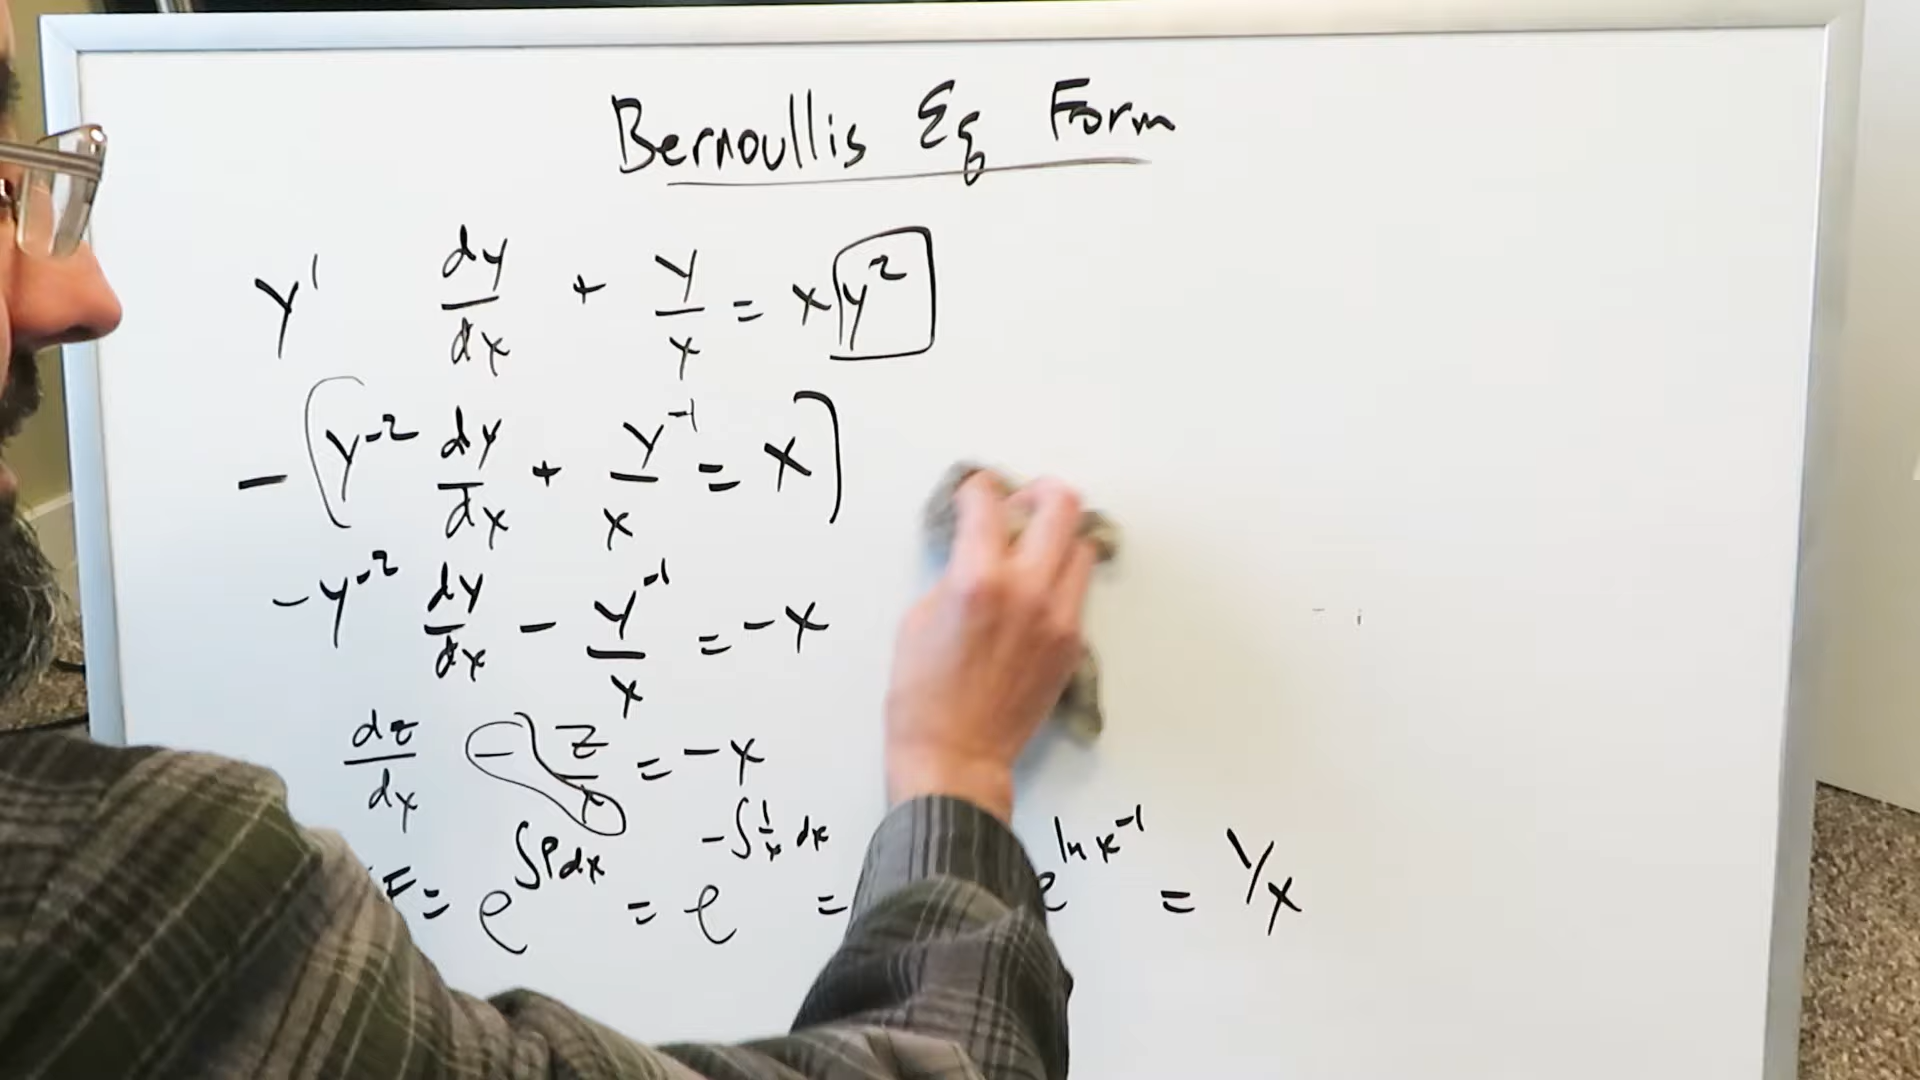 Bernoullis Eq Form
y' dy/dx + y/x = x y²
- ( y⁻² dy/dx + y⁻¹/x = x )
- y⁻² dy/dx - y⁻¹/x = -x
dz/dx - z/x = -x
F = e^∫Pdx = e^-∫1/x dx = e^ln x⁻¹ = 1/x